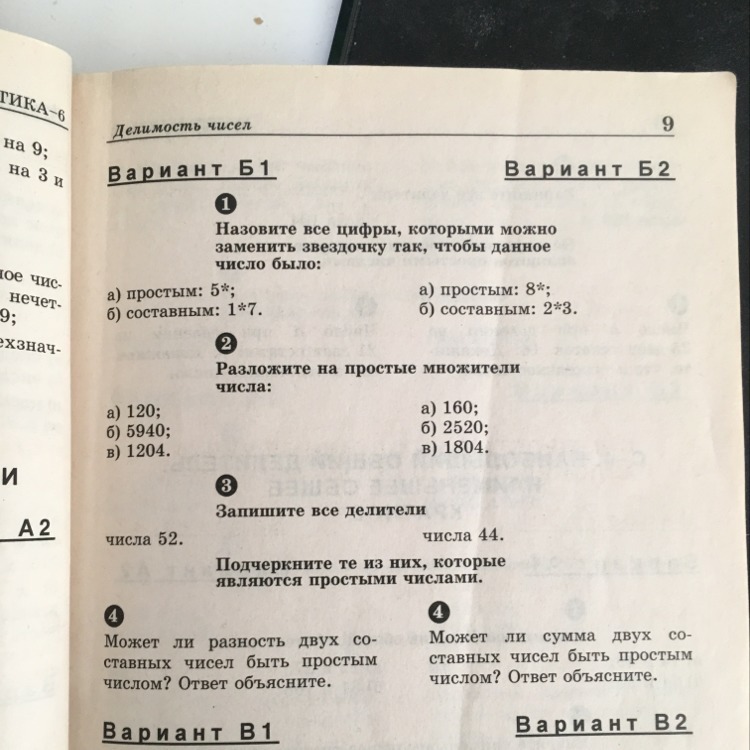 ТИКА–6
на 9;
на 3 и
нечет-
9;
И
А2
Делимость чисел
9
Вариант Б1
Вариант Б2
1
Назовите все цифры, которыми можно
заменить звездочку так, чтобы данное
число было:
а) простым: 5*;
б) составным: 1*7.
а) простым: 8*;
б) составным: 2*3.
2
Разложите на простые множители
числа:
а) 120;
б) 5940;
в) 1204.
а) 160;
б) 2520;
в) 1804.
3
Запишите все делители
числа 52.
числа 44.
Подчеркните те из них, которые
являются простыми числами.
4
Может ли разность двух со-
ставных чисел быть простым
числом? Ответ объясните.
4
Может ли сумма двух со-
ставных чисел быть простым
числом? Ответ объясните.
Вариант В1
Вариант В2